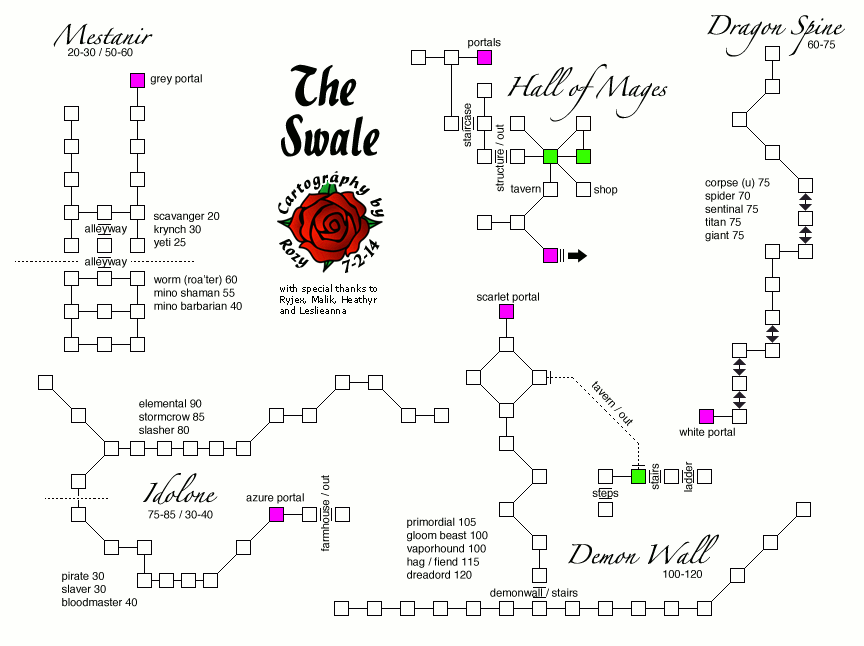 Mestanir
20-30 / 50-60
grey portal
scavanger 20
krynch 30
yeti 25
alleyway
alleyway
worm (roa'ter) 60
mino shaman 55
mino barbarian 40
The
Swale
Cartography by
Rozy
7-2-14
with special thanks to
Ryjex, Malik, Heathyr
and Leslieanna
portals
Hall of Mages
staircase
structure / out
tavern
shop
Dragon Spine
60-75
corpse (u) 75
spider 70
sentinal 75
titan 75
giant 75
white portal
scarlet portal
tavern / out
stairs
ladder
steps
elemental 90
stormcrow 85
slasher 80
Idolone
75-85 / 30-40
azure portal
farmhouse / out
pirate 30
slaver 30
bloodmaster 40
primordial 105
gloom beast 100
vaporhound 100
hag / fiend 115
dreadord 120
Demon Wall
100-120
demonwall / stairs